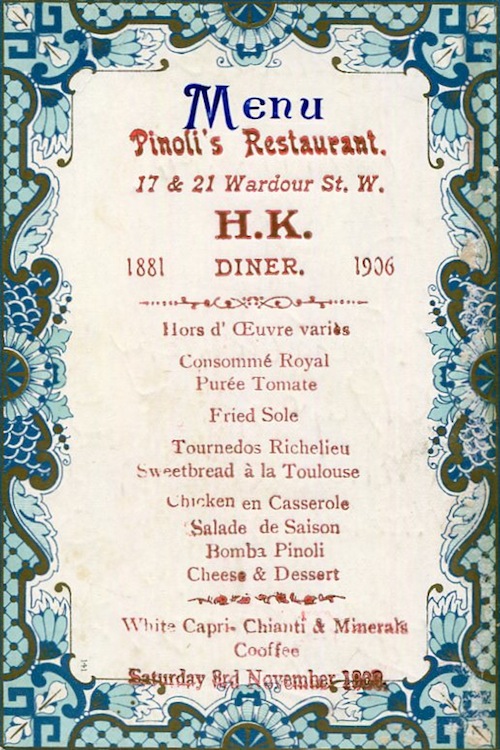 Menu
Pinoli's Restaurant.
17 & 21 Wardour St. W.
H.K.
1881 DINER. 1906
Hors d' Œuvre variés
Consommé Royal
Purée Tomate
Fried Sole
Tournedos Richelieu
Sweetbread à la Toulouse
Chicken en Casserole
Salade de Saison
Bomba Pinoli
Cheese & Dessert
White Capri- Chianti & Minerals
Cooffee
Saturday 3rd November